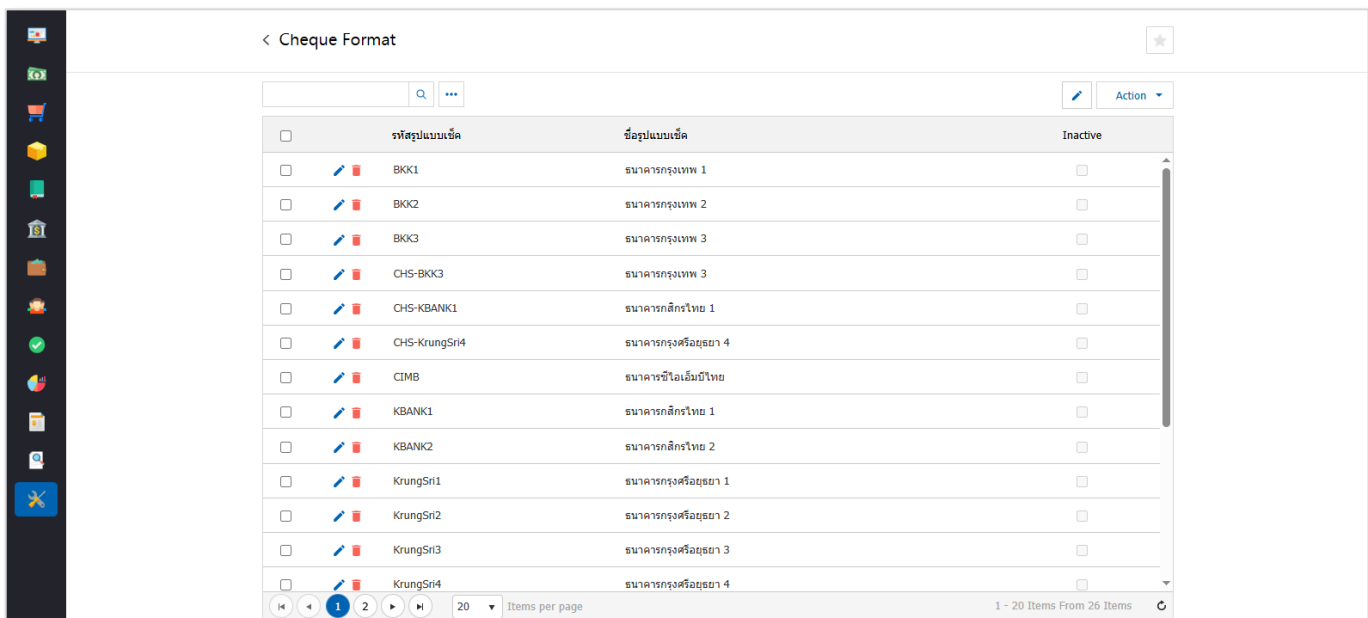 Cheque Format
Action
รหัสรูปแบบเช็ค ชื่อรูปแบบเช็ค Inactive
BKK1 ธนาคารกรุงเทพ 1
BKK2 ธนาคารกรุงเทพ 2
BKK3 ธนาคารกรุงเทพ 3
CHS-BKK3 ธนาคารกรุงเทพ 3
CHS-KBANK1 ธนาคารกสิกรไทย 1
CHS-KrungSri4 ธนาคารกรุงศรีอยุธยา 4
CIMB ธนาคารซีไอเอ็มบีไทย
KBANK1 ธนาคารกสิกรไทย 1
KBANK2 ธนาคารกสิกรไทย 2
KrungSri1 ธนาคารกรุงศรีอยุธยา 1
KrungSri2 ธนาคารกรุงศรีอยุธยา 2
KrungSri3 ธนาคารกรุงศรีอยุธยา 3
KrungSri4 ธนาคารกรุงศรีอยุธยา 4
1 2 20 Items per page 1 - 20 Items From 26 Items